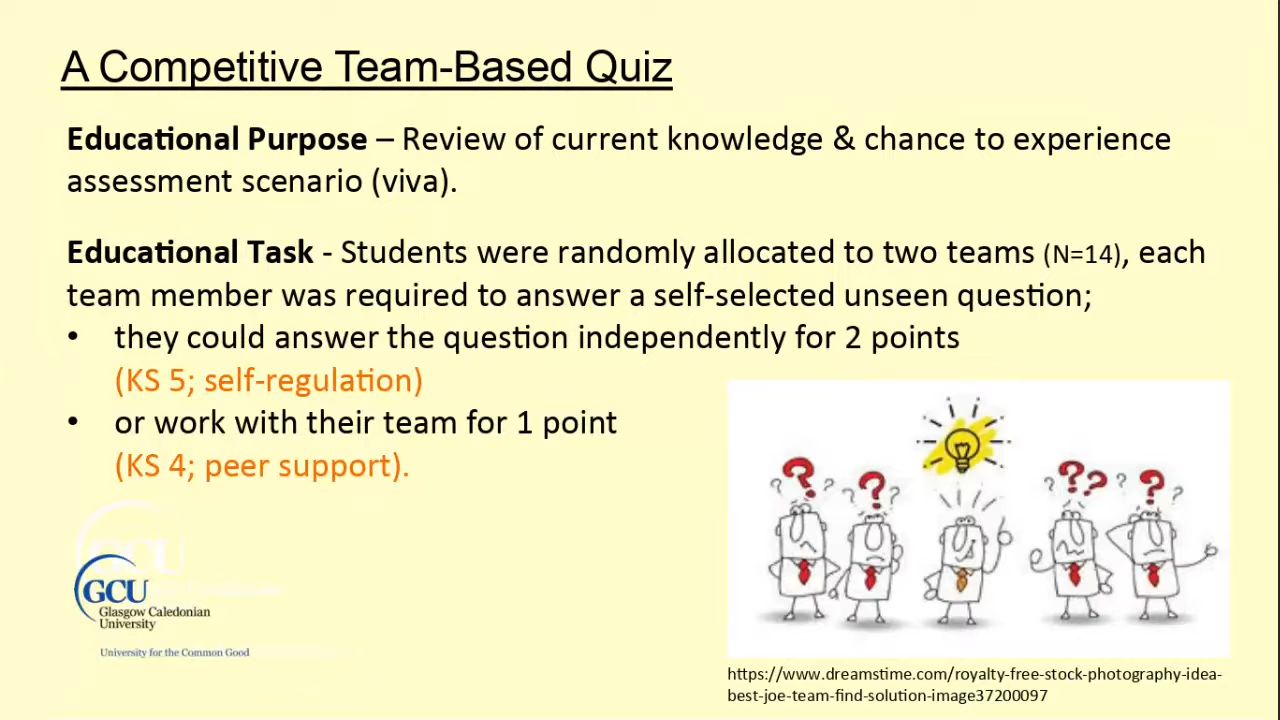 A Competitive Team-Based Quiz
Educational Purpose – Review of current knowledge & chance to experience
assessment scenario (viva).
Educational Task - Students were randomly allocated to two teams (N=14), each
team member was required to answer a self-selected unseen question;
• they could answer the question independently for 2 points
(KS 5; self-regulation)
• or work with their team for 1 point
(KS 4; peer support).
? ? ? ? ? ? ? ? ? ? ? ? ?
GCU
GCU
Glasgow Caledonian
University
University for the Common Good
https://www.dreamstime.com/royalty-free-stock-photography-idea-
best-joe-team-find-solution-image37200097